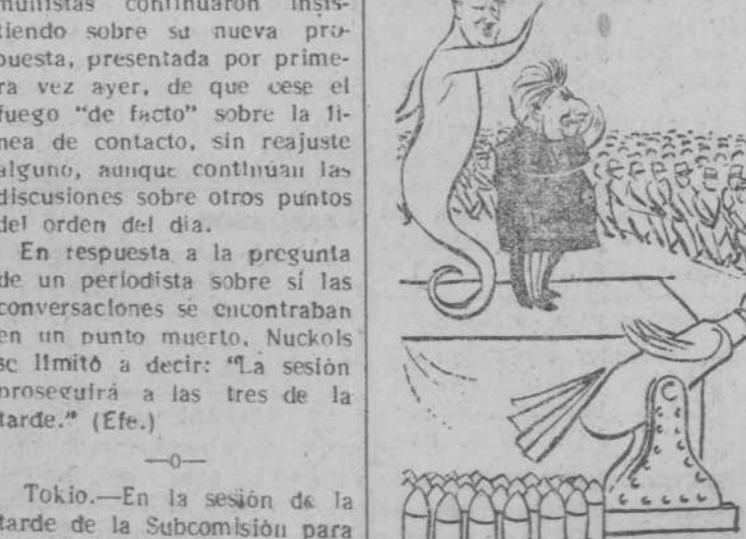 munistas continuaron insis-
tiendo sobre su nueva pro-
puesta, presentada por prime-
ra vez ayer, de que cese el
fuego "de facto" sobre la lí-
nea de contacto, sin reajuste
alguno, aunque continúan las
discusiones sobre otros puntos
del orden del día.
En respuesta a la pregunta
de un periodista sobre si las
conversaciones se encontraban
en un punto muerto, Nuckols
se limitó a decir: "La sesión
proseguirá a las tres de la
tarde." (Efe.)
—o—
Tokio.—En la sesión de la
tarde de la Subcomisión para